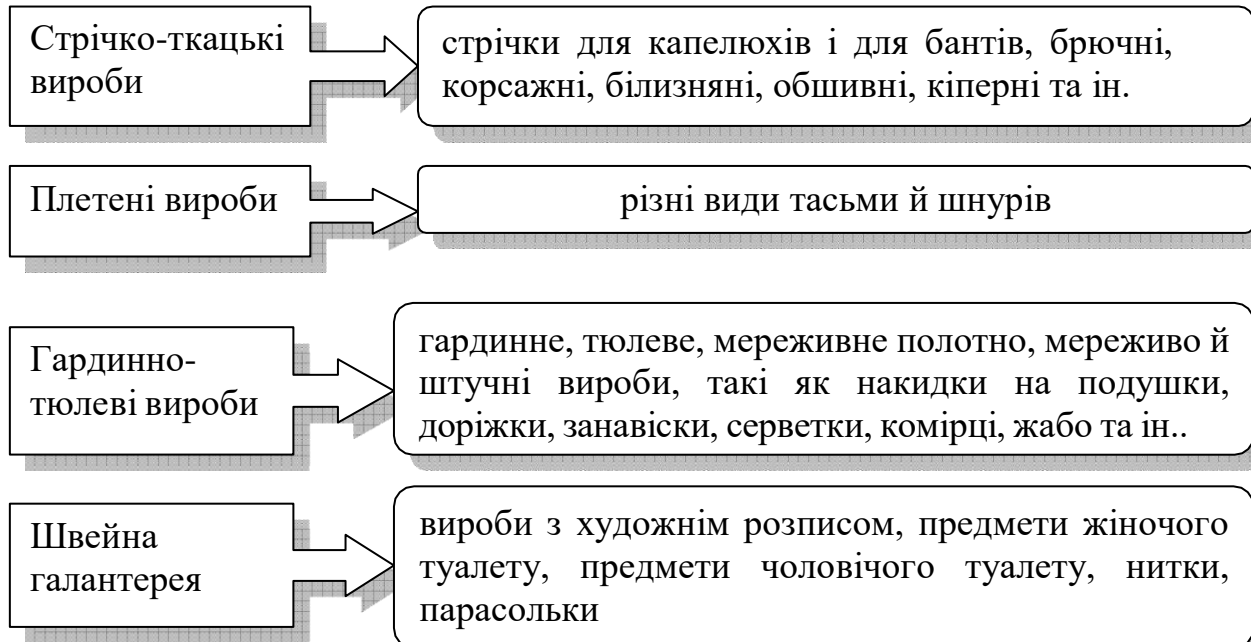 Стрічко-ткацькі
вироби
стрічки для капелюхів і для бантів, брючні,
корсажні, білизняні, обшивні, кіперні та ін.
Плетені вироби
різні види тасьми й шнурів
Гардинно-
тюлеві вироби
гардинне, тюлеве, мереживне полотно, мереживо й
штучні вироби, такі як накидки на подушки,
доріжки, занавіски, серветки, комірці, жабо та ін..
Швейна
галантерея
вироби з художнім розписом, предмети жіночого
туалету, предмети чоловічого туалету, нитки,
парасольки